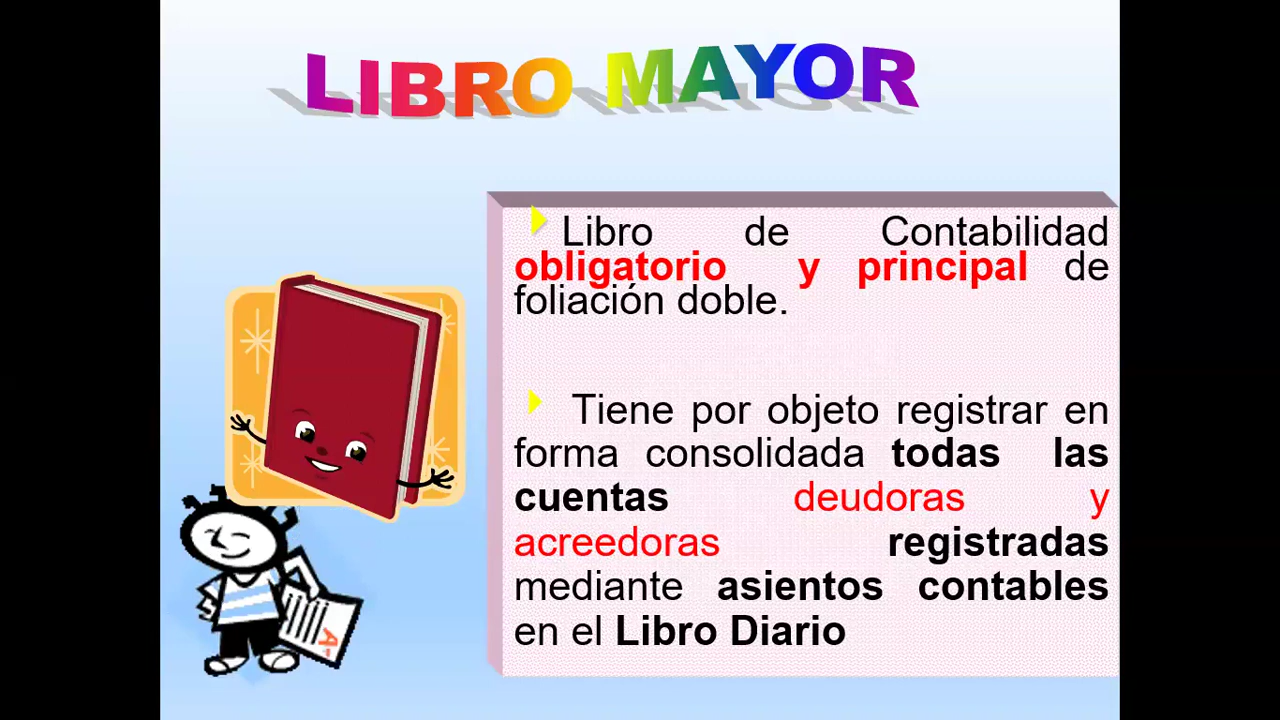 LIBRO MAYOR
Libro de Contabilidad
obligatorio y principal de
foliación doble.
Tiene por objeto registrar en
forma consolidada todas las
cuentas deudoras y
acreedoras registradas
mediante asientos contables
en el Libro Diario
A+